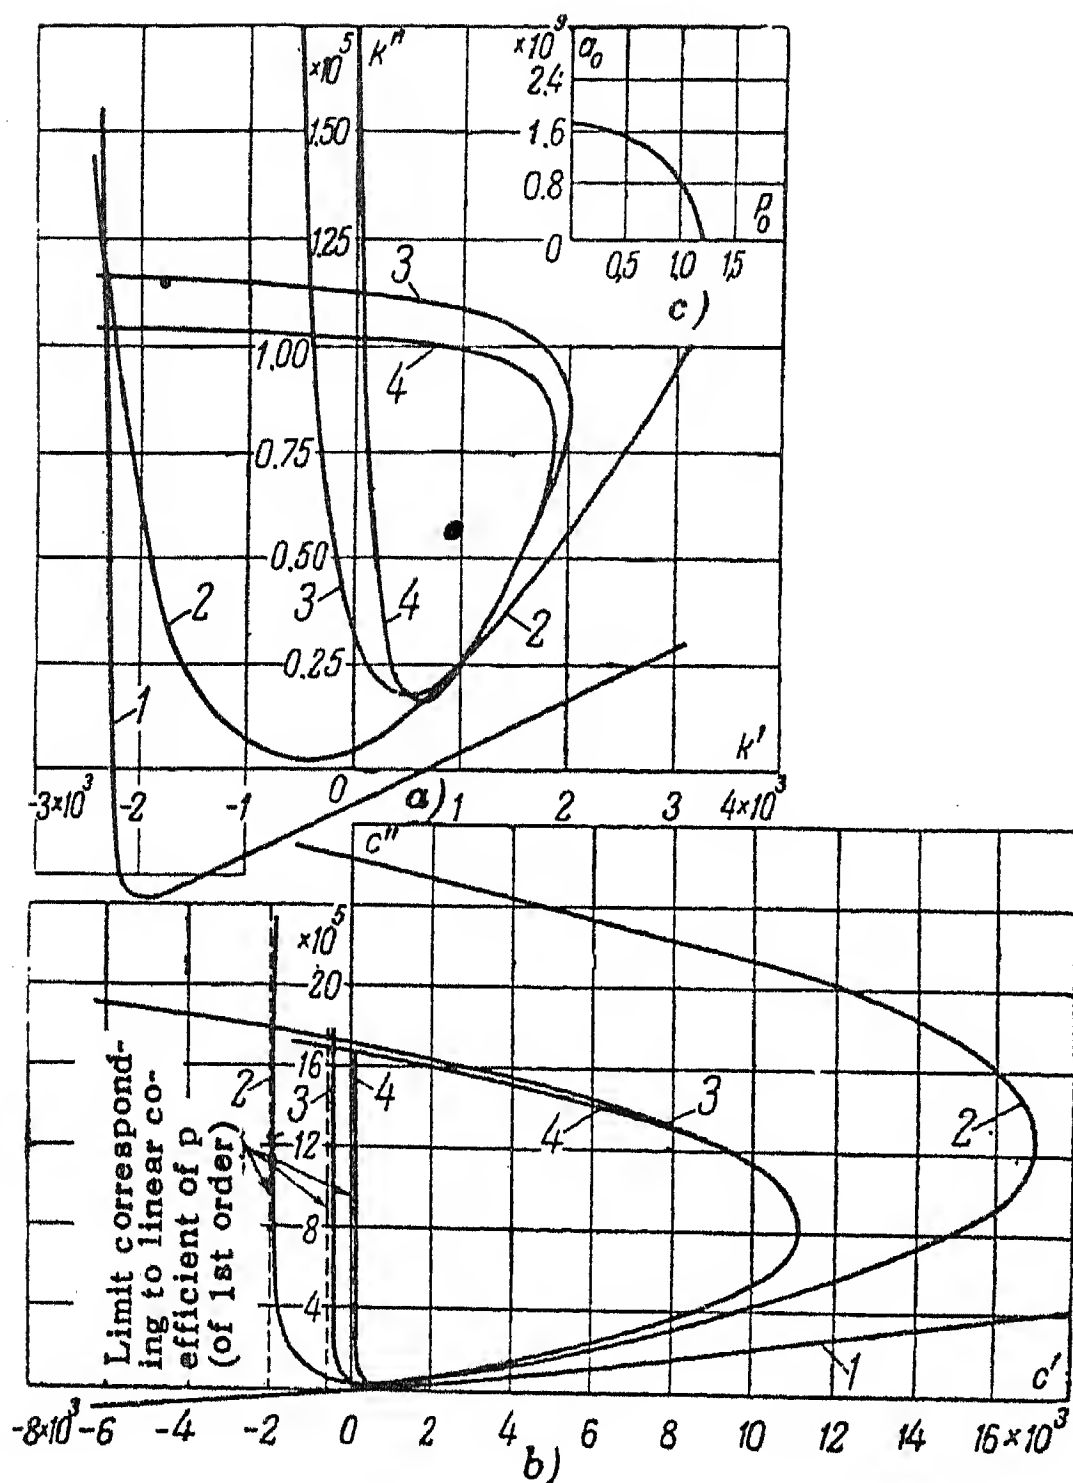 ×10⁵ k"
1.50
1.25
1.00
0.75
0.50
0.25
3
4
3
4
2
2
1
k'
-3×10³ -2 -1 0 1 2 3 4×10³
a)
×10⁹ a₀
2.4
1.6
0.8
0
P₀
0,5 1,0 1,5
c)
c"
×10⁵
20
16
12
8
4
2
3
4
4
3
2
1
Limit correspond-
ing to linear co-
efficient of p
(of 1st order)
c'
-8×10³ -6 -4 -2 0 2 4 6 8 10 12 14 16×10³
b)